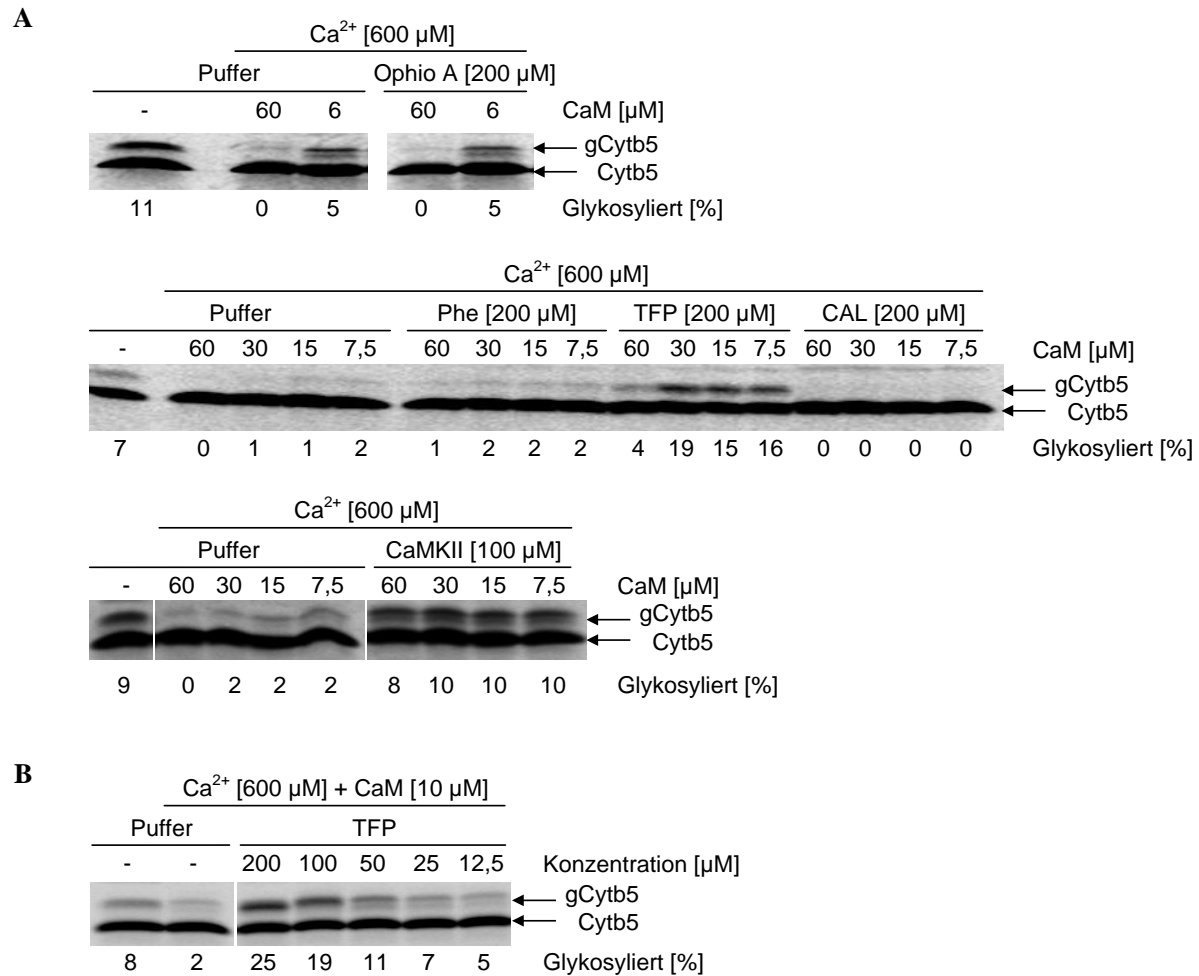 A
Ca²⁺ [600 µM]
Puffer Ophio A [200 µM]
- 60 6 60 6 CaM [µM]
gCytb5
Cytb5
11 0 5 0 5 Glykosyliert [%]
Ca²⁺ [600 µM]
Puffer Phe [200 µM] TFP [200 µM] CAL [200 µM]
- 60 30 15 7,5 60 30 15 7,5 60 30 15 7,5 60 30 15 7,5 CaM [µM]
gCytb5
Cytb5
7 0 1 1 2 1 2 2 2 4 19 15 16 0 0 0 0 Glykosyliert [%]
Ca²⁺ [600 µM]
Puffer CaMKII [100 µM]
- 60 30 15 7,5 60 30 15 7,5 CaM [µM]
gCytb5
Cytb5
9 0 2 2 2 8 10 10 10 Glykosyliert [%]
B
Ca²⁺ [600 µM] + CaM [10 µM]
Puffer TFP
- - 200 100 50 25 12,5 Konzentration [µM]
gCytb5
Cytb5
8 2 25 19 11 7 5 Glykosyliert [%]